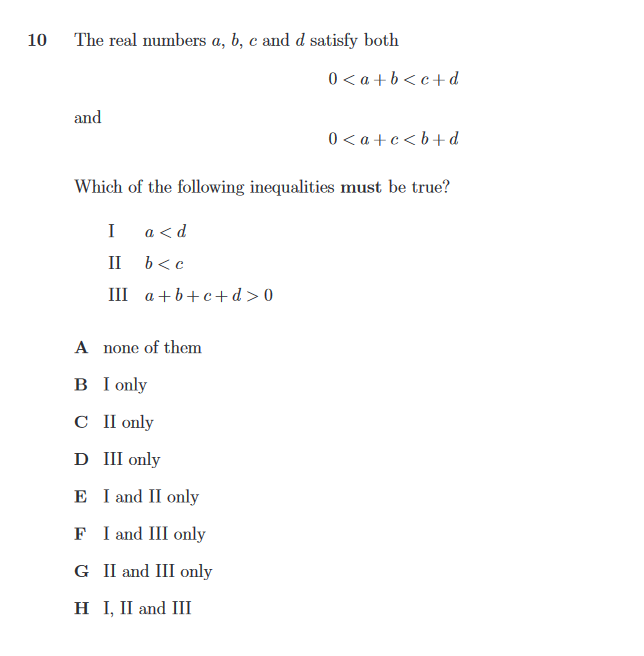 10 The real numbers a, b, c and d satisfy both
0 < a + b < c + d
and
0 < a + c < b + d
Which of the following inequalities must be true?
I a < d
II b < c
III a + b + c + d > 0
A none of them
B I only
C II only
D III only
E I and II only
F I and III only
G II and III only
H I, II and III